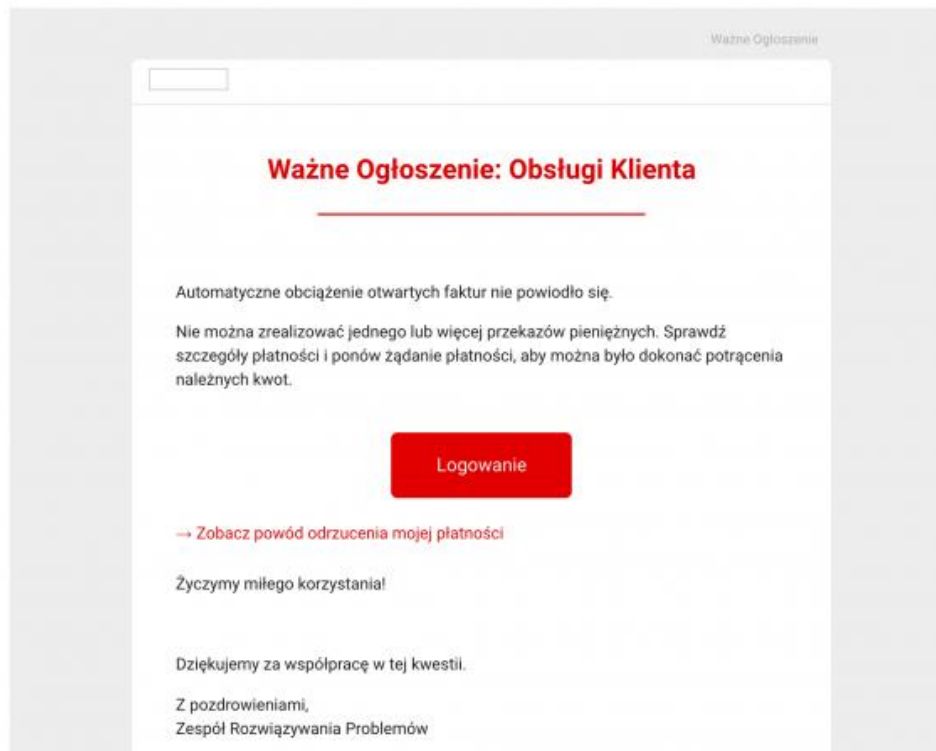 Ważne Ogłoszenie
Ważne Ogłoszenie: Obsługi Klienta
Automatyczne obciążenie otwartych faktur nie powiodło się.
Nie można zrealizować jednego lub więcej przekazów pieniężnych. Sprawdź
szczegóły płatności i ponów żądanie płatności, aby można było dokonać potrącenia
należnych kwot.
Logowanie
→ Zobacz powód odrzucenia mojej płatności
Życzymy miłego korzystania!
Dziękujemy za współpracę w tej kwestii.
Z pozdrowieniami,
Zespół Rozwiązywania Problemów